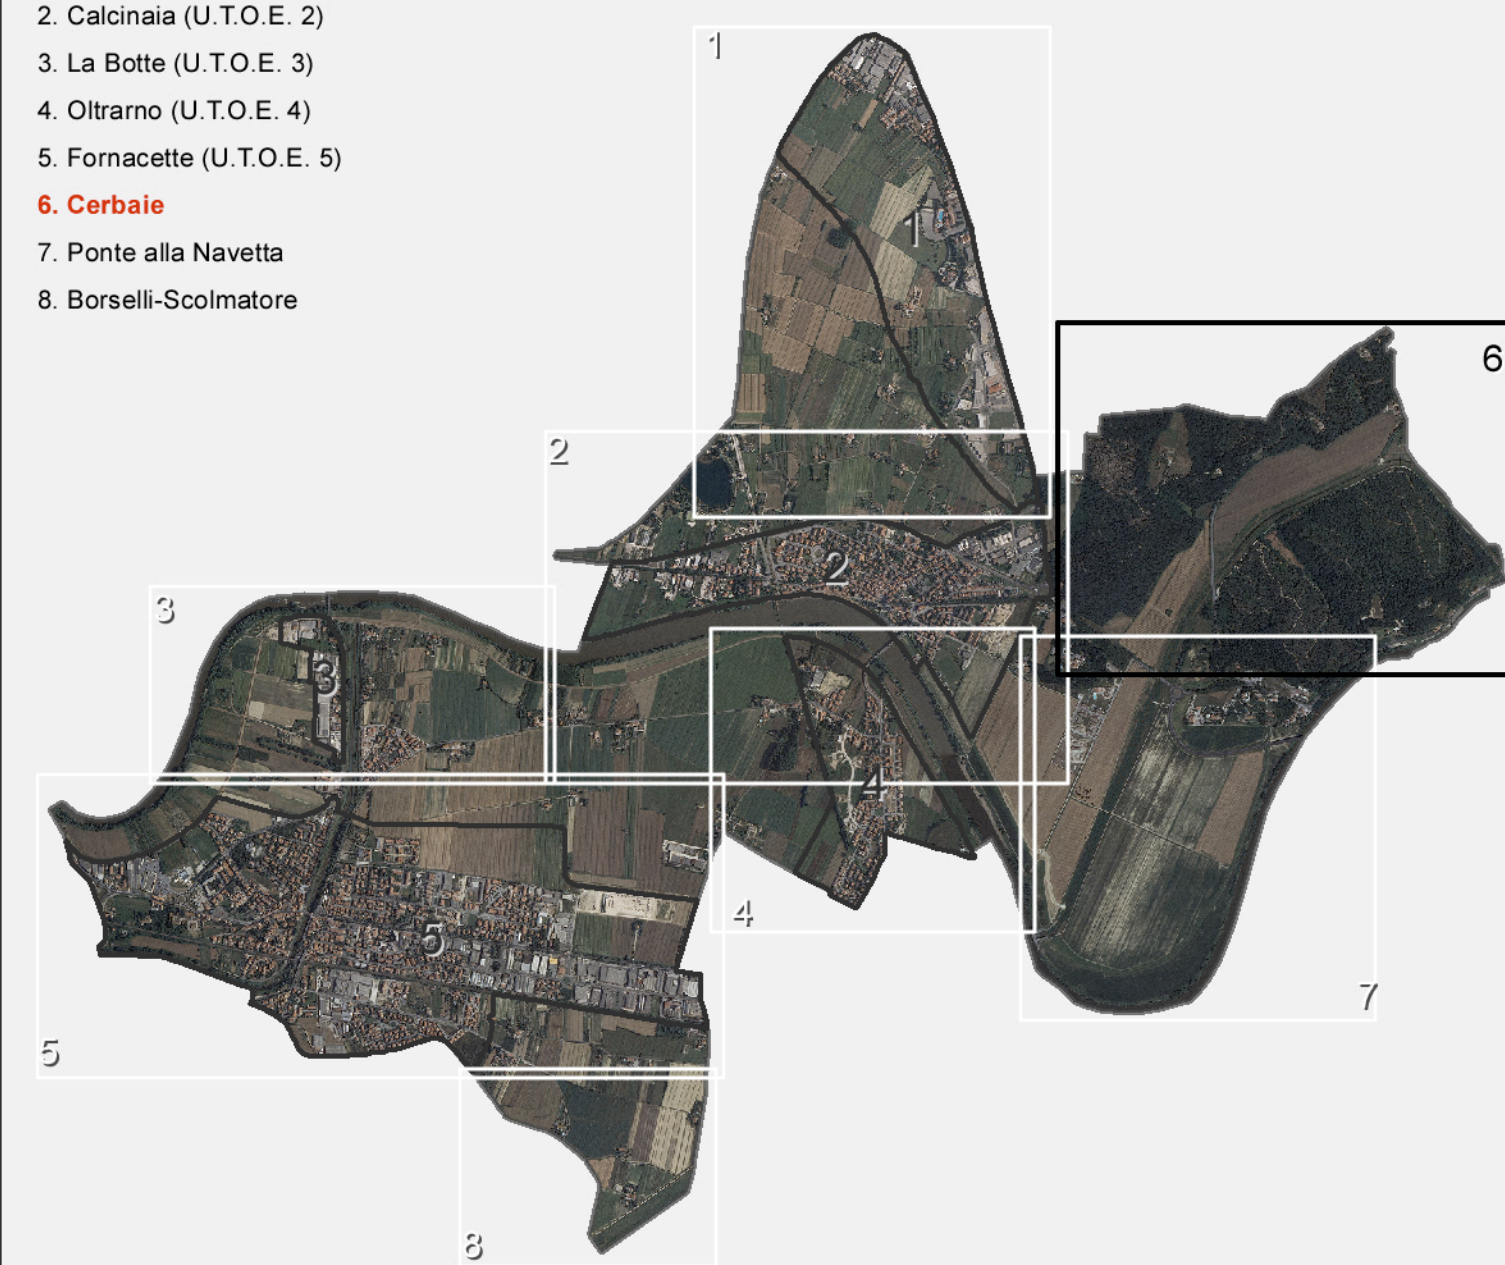 2. Calcinaia (U.T.O.E. 2)
3. La Botte (U.T.O.E. 3)
4. Oltrarno (U.T.O.E. 4)
5. Fornacette (U.T.O.E. 5)
6. Cerbaie
7. Ponte alla Navetta
8. Borselli-Scolmatore
1
1
6
2
2
3
3
4
4
5
5
7
8